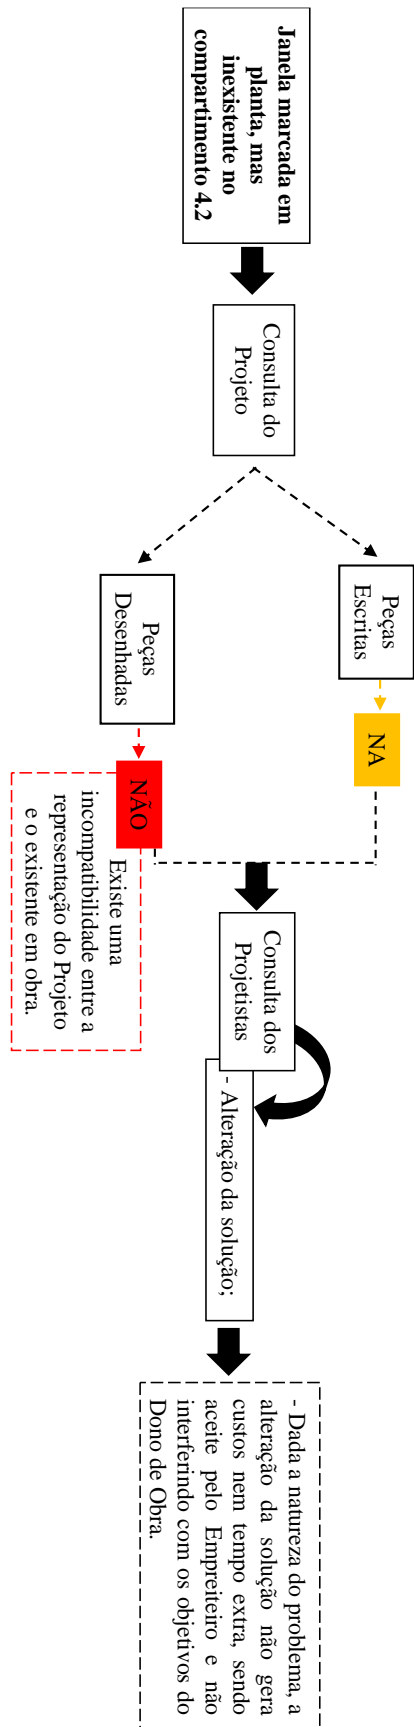 Janela marcada em
planta, mas
inexistente no
compartimento 4.2
Consulta do
Projeto
Peças
Escritas
NA
Peças
Desenhadas
NÃO
Existe uma
incompatibilidade entre a
representação do Projeto
e o existente em obra.
Consulta dos
Projetistas
- Alteração da solução;
- Dada a natureza do problema, a
alteração da solução não gera
custos nem tempo extra, sendo
aceite pelo Empreiteiro e não
interferindo com os objetivos do
Dono de Obra.